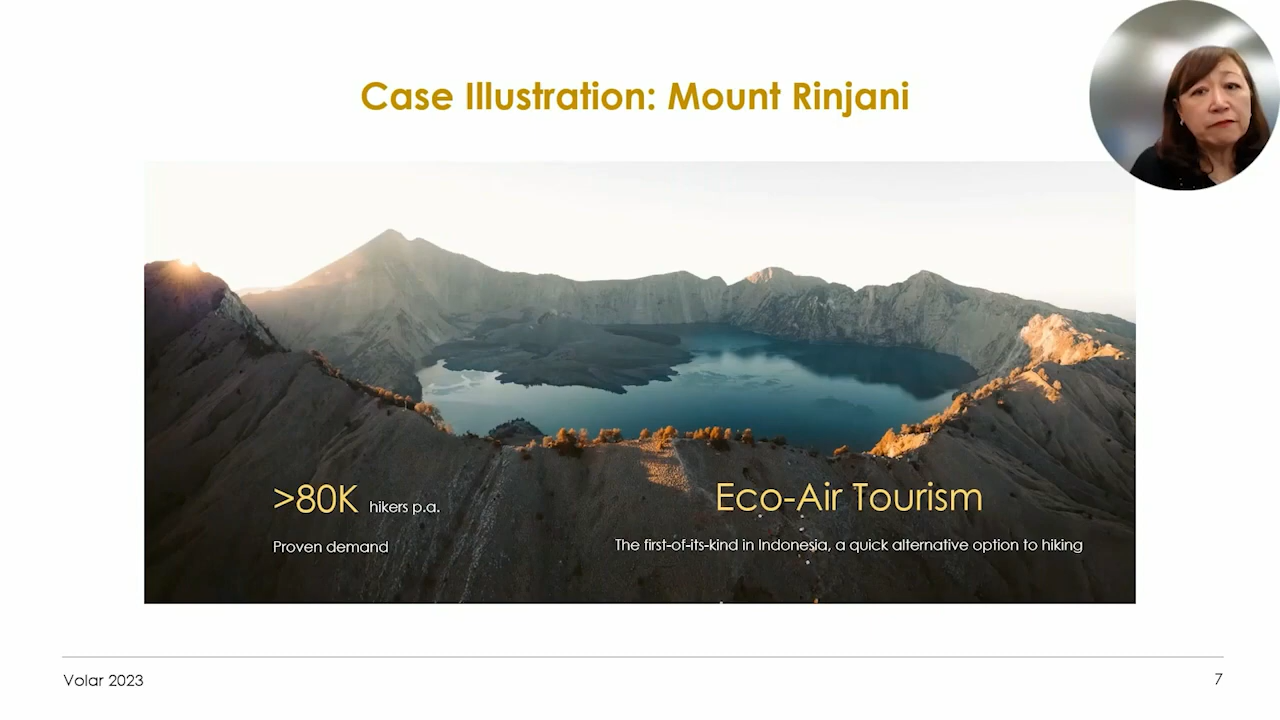 Case Illustration: Mount Rinjani
>80K hikers p.a.
Proven demand
Eco-Air Tourism
The first-of-its-kind in Indonesia, a quick alternative option to hiking
Volar 2023
7